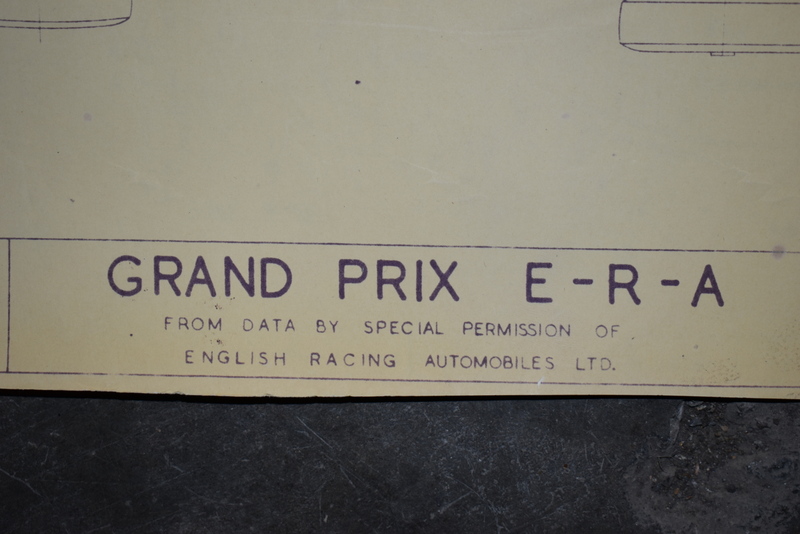 GRAND PRIX E-R-A
FROM DATA BY SPECIAL PERMISSION OF
ENGLISH RACING AUTOMOBILES LTD.